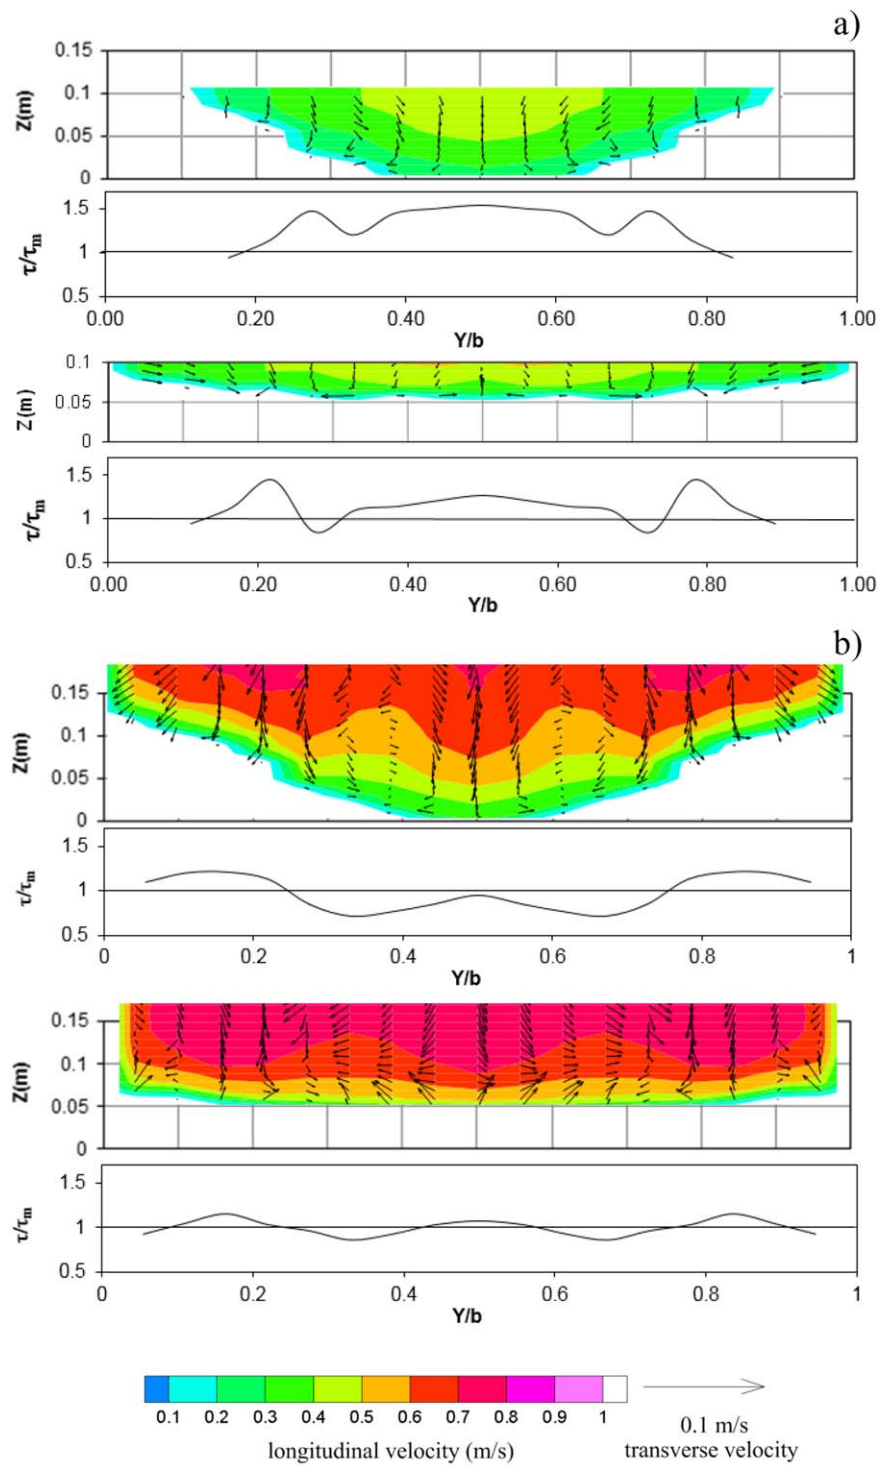 a)
0.15
0.1
0.05
0
Z(m)
1.5
1
0.5
τ/τm
0.00 0.20 0.40 0.60 0.80 1.00
Y/b
0.1
0.05
0
Z(m)
1.5
1
0.5
τ/τm
0.00 0.20 0.40 0.60 0.80 1.00
Y/b
b)
0.15
0.1
0.05
0
Z(m)
1.5
1
0.5
τ/τm
0 0.2 0.4 0.6 0.8 1
Y/b
0.15
0.1
0.05
0
Z(m)
1.5
1
0.5
τ/τm
0 0.2 0.4 0.6 0.8 1
Y/b
0.1 0.2 0.3 0.4 0.5 0.6 0.7 0.8 0.9 1
longitudinal velocity (m/s)
0.1 m/s
transverse velocity